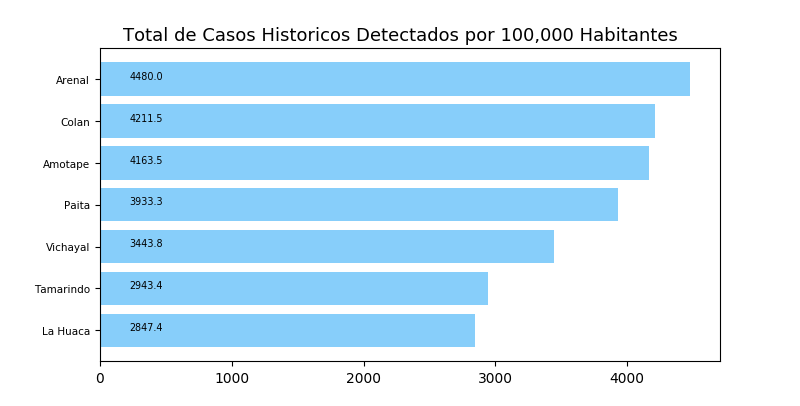 Total de Casos Historicos Detectados por 100,000 Habitantes
Arenal 4480.0
Colan 4211.5
Amotape 4163.5
Paita 3933.3
Vichayal 3443.8
Tamarindo 2943.4
La Huaca 2847.4
0 1000 2000 3000 4000